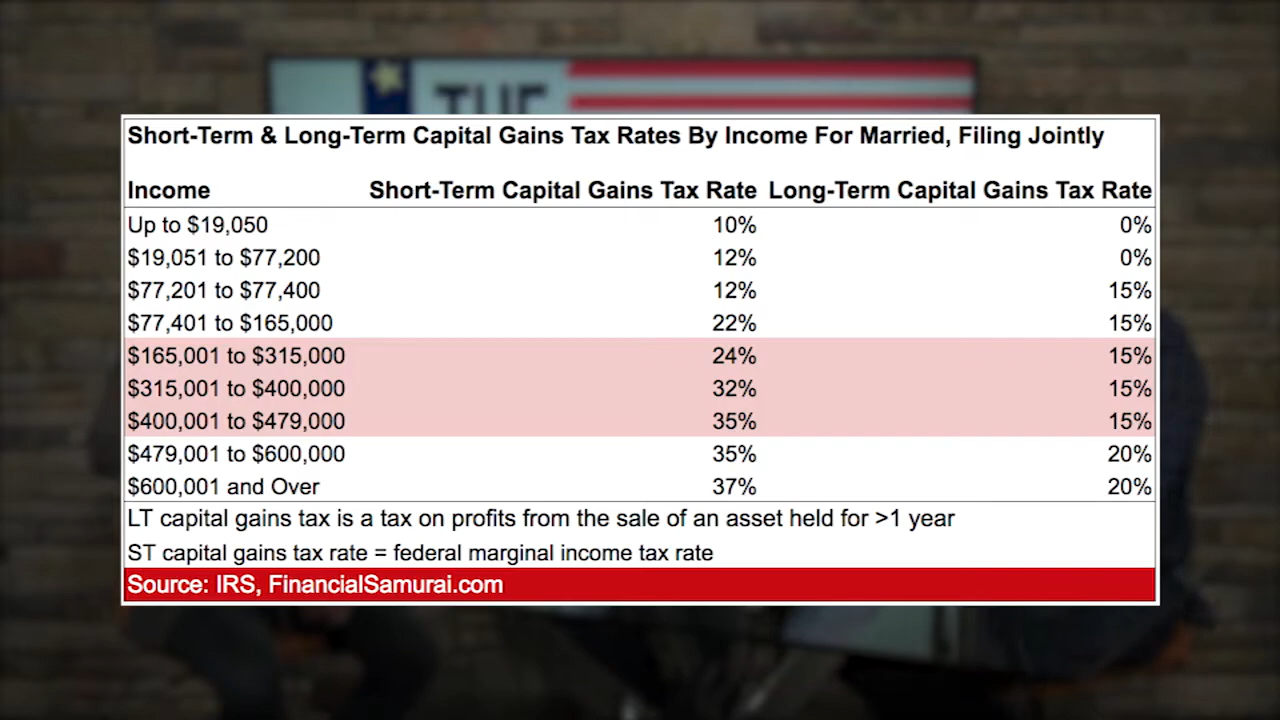 THE
Short-Term & Long-Term Capital Gains Tax Rates By Income For Married, Filing Jointly
Income Short-Term Capital Gains Tax Rate Long-Term Capital Gains Tax Rate
Up to $19,050 10% 0%
$19,051 to $77,200 12% 0%
$77,201 to $77,400 12% 15%
$77,401 to $165,000 22% 15%
$165,001 to $315,000 24% 15%
$315,001 to $400,000 32% 15%
$400,001 to $479,000 35% 15%
$479,001 to $600,000 35% 20%
$600,001 and Over 37% 20%
LT capital gains tax is a tax on profits from the sale of an asset held for >1 year
ST capital gains tax rate = federal marginal income tax rate
Source: IRS, FinancialSamurai.com